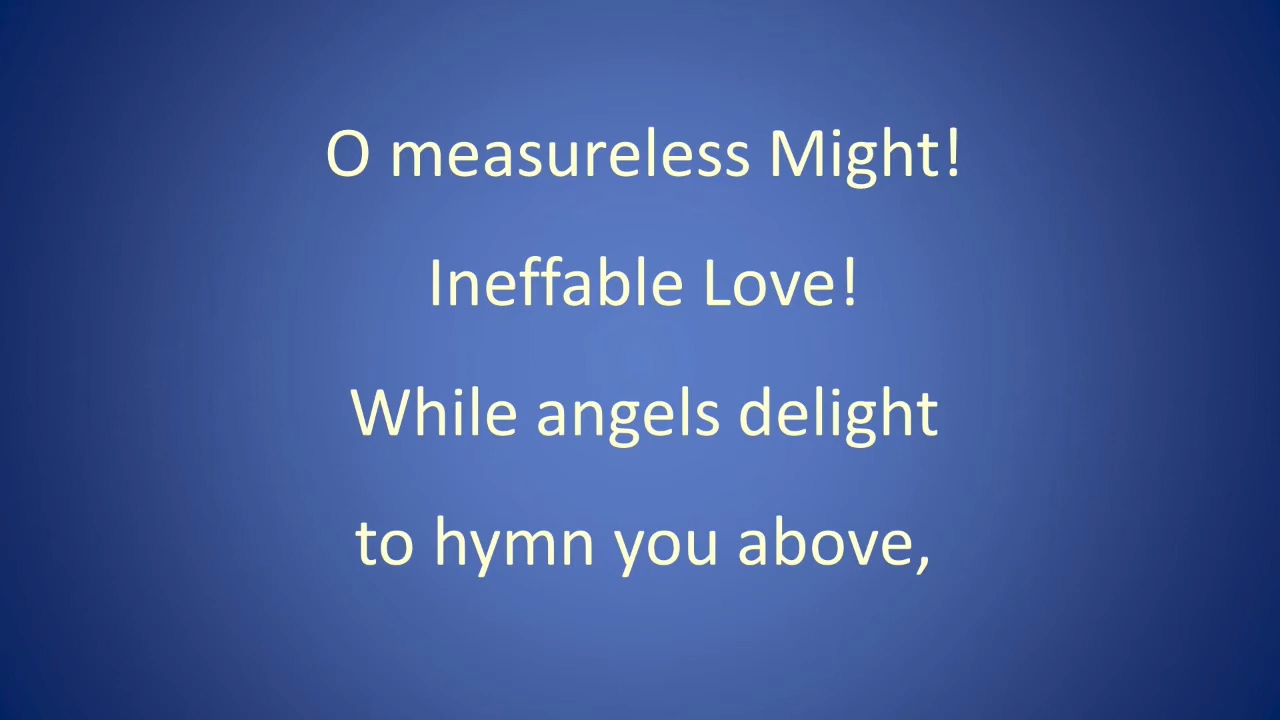 O measureless Might!
Ineffable Love!
While angels delight
to hymn you above,